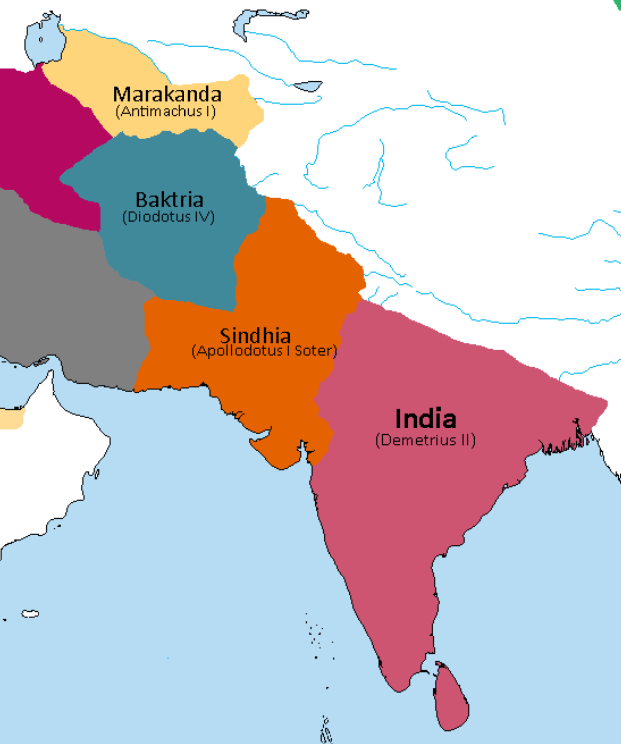 Marakanda
(Antimachus I)
Baktria
(Diodotus IV)
Sindhia
(Apollodotus I Soter)
India
(Demetrius II)